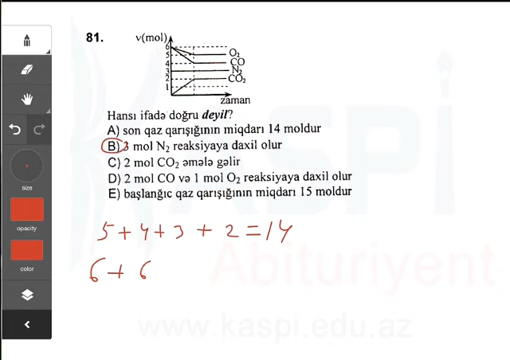 81.
v(mol)
6
5
4
3
2
1
O₂
CO
N₂
CO₂
zaman
Hansı ifadə doğru deyil?
A) son qaz qarışığının miqdarı 14 moldur
B) 3 mol N₂ reaksiyaya daxil olur
C) 2 mol CO₂ əmələ gəlir
D) 2 mol CO və 1 mol O₂ reaksiyaya daxil olur
E) başlanğıc qaz qarışığının miqdarı 15 moldur
5 + 4 + 3 + 2 = 14
6 + 6
size
opacity
color
KASPİ
Abituriyent
www.kaspi.edu.az